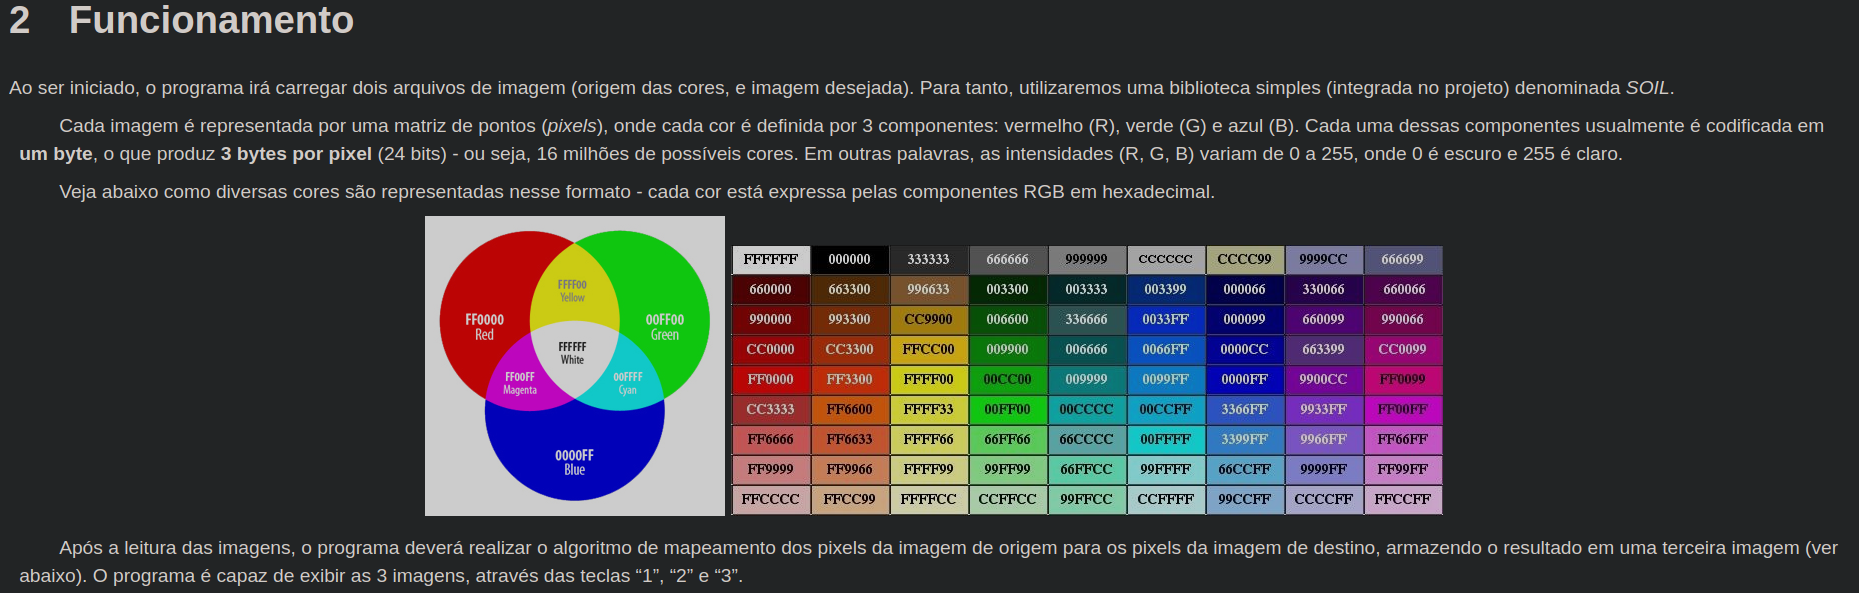 2 Funcionamento
Ao ser iniciado, o programa irá carregar dois arquivos de imagem (origem das cores, e imagem desejada). Para tanto, utilizaremos uma biblioteca simples (integrada no projeto) denominada SOIL.
Cada imagem é representada por uma matriz de pontos (pixels), onde cada cor é definida por 3 componentes: vermelho (R), verde (G) e azul (B). Cada uma dessas componentes usualmente é codificada em
um byte, o que produz 3 bytes por pixel (24 bits) - ou seja, 16 milhões de possíveis cores. Em outras palavras, as intensidades (R, G, B) variam de 0 a 255, onde 0 é escuro e 255 é claro.
Veja abaixo como diversas cores são representadas nesse formato - cada cor está expressa pelas componentes RGB em hexadecimal.
FFFF00
Yellow
FF0000
Red
00FF00
Green
FFFFFF
White
FF00FF
Magenta
00FFFF
Cyan
0000FF
Blue
FFFFFF 000000 333333 666666 999999 CCCCCC CCCC99 9999CC 666699
660000 663300 996633 003300 003333 003399 000066 330066 660066
990000 993300 CC9900 006600 336666 0033FF 000099 660099 990066
CC0000 CC3300 FFCC00 009900 006666 0066FF 0000CC 663399 CC0099
FF0000 FF3300 FFFF00 00CC00 009999 0099FF 0000FF 9900CC FF0099
CC3333 FF6600 FFFF33 00FF00 00CCCC 00CCFF 3366FF 9933FF FF00FF
FF6666 FF6633 FFFF66 66FF66 66CCCC 00FFFF 3399FF 9966FF FF66FF
FF9999 FF9966 FFFF99 99FF99 66FFCC 99FFFF 66CCFF 9999FF FF99FF
FFCCCC FFCC99 FFFFCC CCFFCC 99FFCC CCFFFF 99CCFF CCCCFF FFCCFF
Após a leitura das imagens, o programa deverá realizar o algoritmo de mapeamento dos pixels da imagem de origem para os pixels da imagem de destino, armazendo o resultado em uma terceira imagem (ver
abaixo). O programa é capaz de exibir as 3 imagens, através das teclas “1”, “2” e “3”.